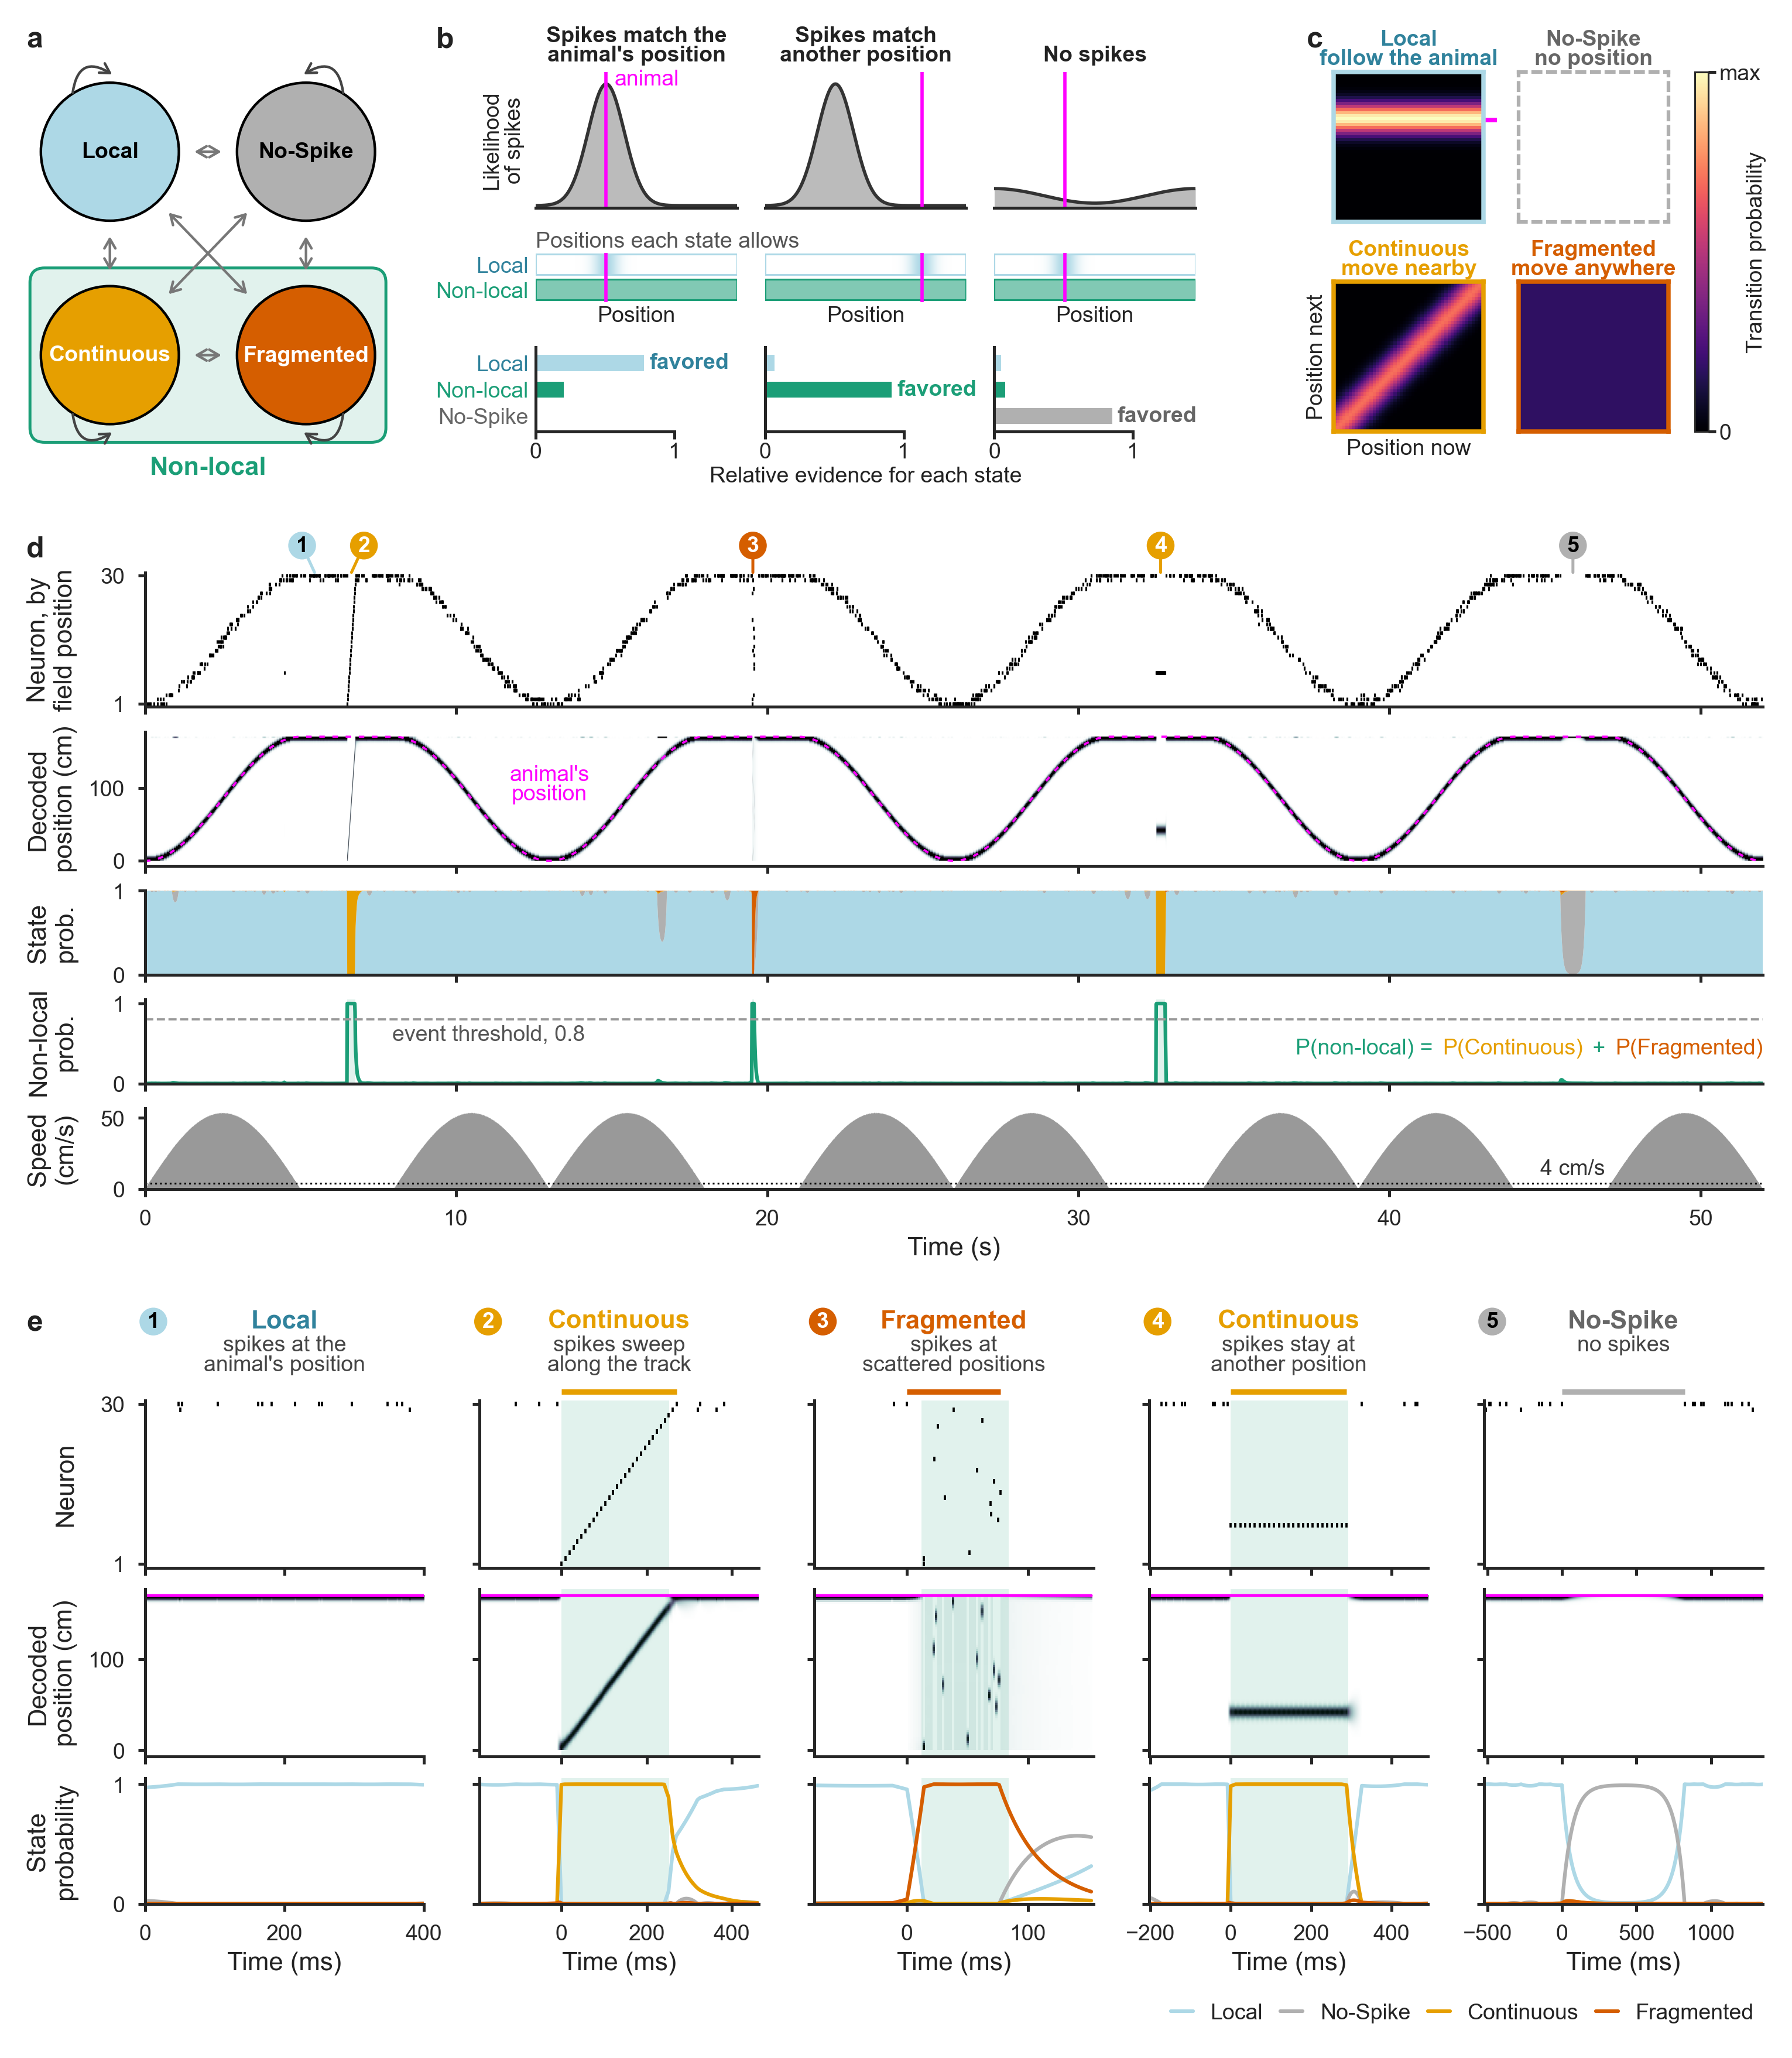 a
Local
No-Spike
Continuous
Fragmented
Non-local
b
Spikes match the
animal's position
Spikes match
another position
No spikes
animal
Likelihood
of spikes
Positions each state allows
Local
Non-local
Position
Position
Position
Local
Non-local
No-Spike
favored
favored
favored
0
1
0
1
0
1
Relative evidence for each state
c
Local
follow the animal
No-Spike
no position
Continuous
move nearby
Fragmented
move anywhere
Position next
Position now
max
0
Transition probability
d
1
2
3
4
5
Neuron, by
field position
30
1
Decoded
position (cm)
100
0
animal's
position
State
prob.
1
0
Non-local
prob.
1
0
event threshold, 0.8
P(non-local) = P(Continuous) + P(Fragmented)
Speed
(cm/s)
50
0
4 cm/s
0
10
20
30
40
50
Time (s)
e
1
Local
spikes at the
animal's position
2
Continuous
spikes sweep
along the track
3
Fragmented
spikes at
scattered positions
4
Continuous
spikes stay at
another position
5
No-Spike
no spikes
Neuron
30
1
Decoded
position (cm)
100
0
State
probability
1
0
0
200
400
Time (ms)
0
200
400
Time (ms)
0
100
Time (ms)
−200
0
200
400
Time (ms)
−500
0
500
1000
Time (ms)
Local
No-Spike
Continuous
Fragmented